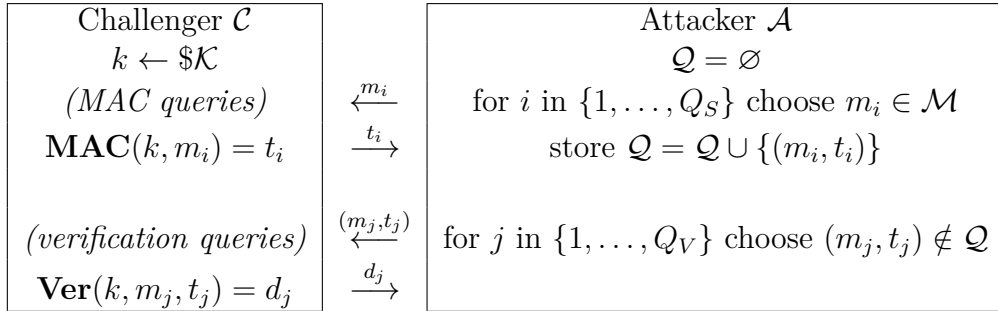 Challenger 𝒞 Attacker 𝒜
k ← $𝒦 𝒬 = ∅
(MAC queries) ←(m_i) for i in {1, …, Q_S} choose m_i ∈ ℳ
MAC(k, m_i) = t_i →(t_i) store 𝒬 = 𝒬 ∪ {(m_i, t_i)}
(verification queries) ←((m_j,t_j)) for j in {1, …, Q_V} choose (m_j, t_j) ∉ 𝒬
Ver(k, m_j, t_j) = d_j →(d_j)